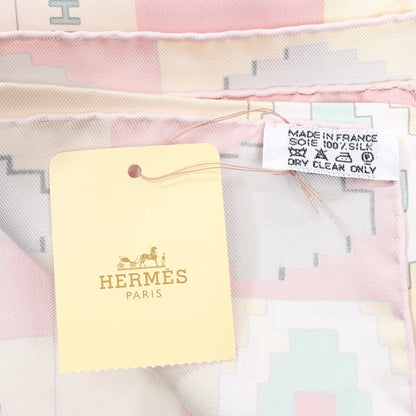 H
MADE IN FRANCE
SOIE 100% SILK
DRY CLEAN ONLY
HERMÈS
PARIS